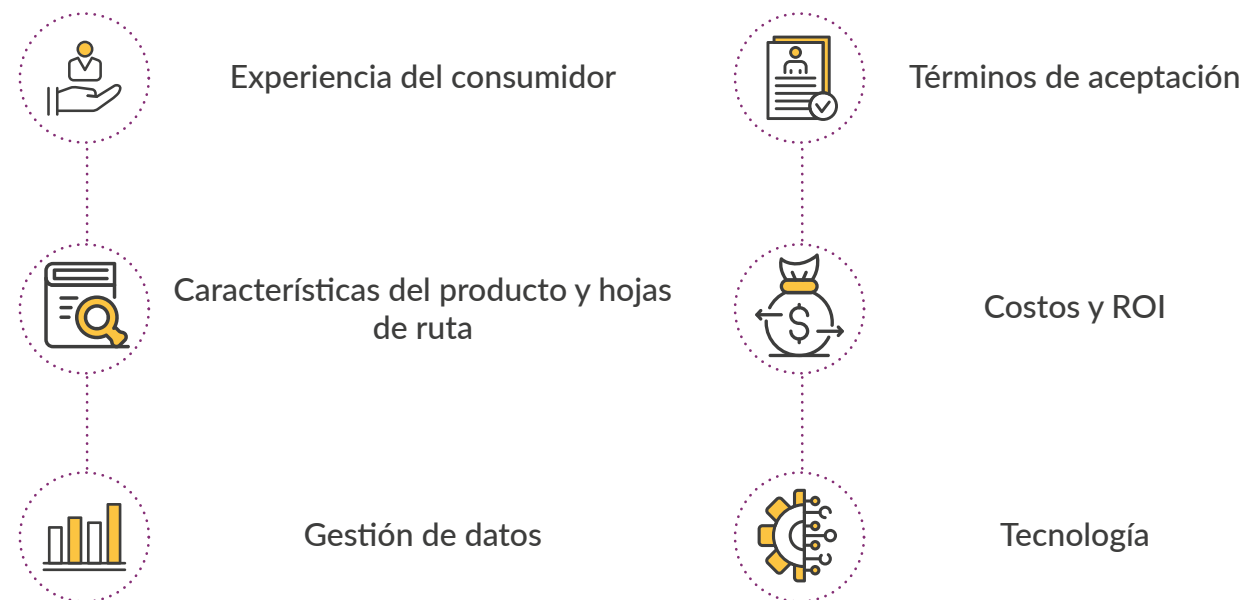 Experiencia del consumidor
Términos de aceptación
Características del producto y hojas
de ruta
Costos y ROI
$
Gestión de datos
Tecnología